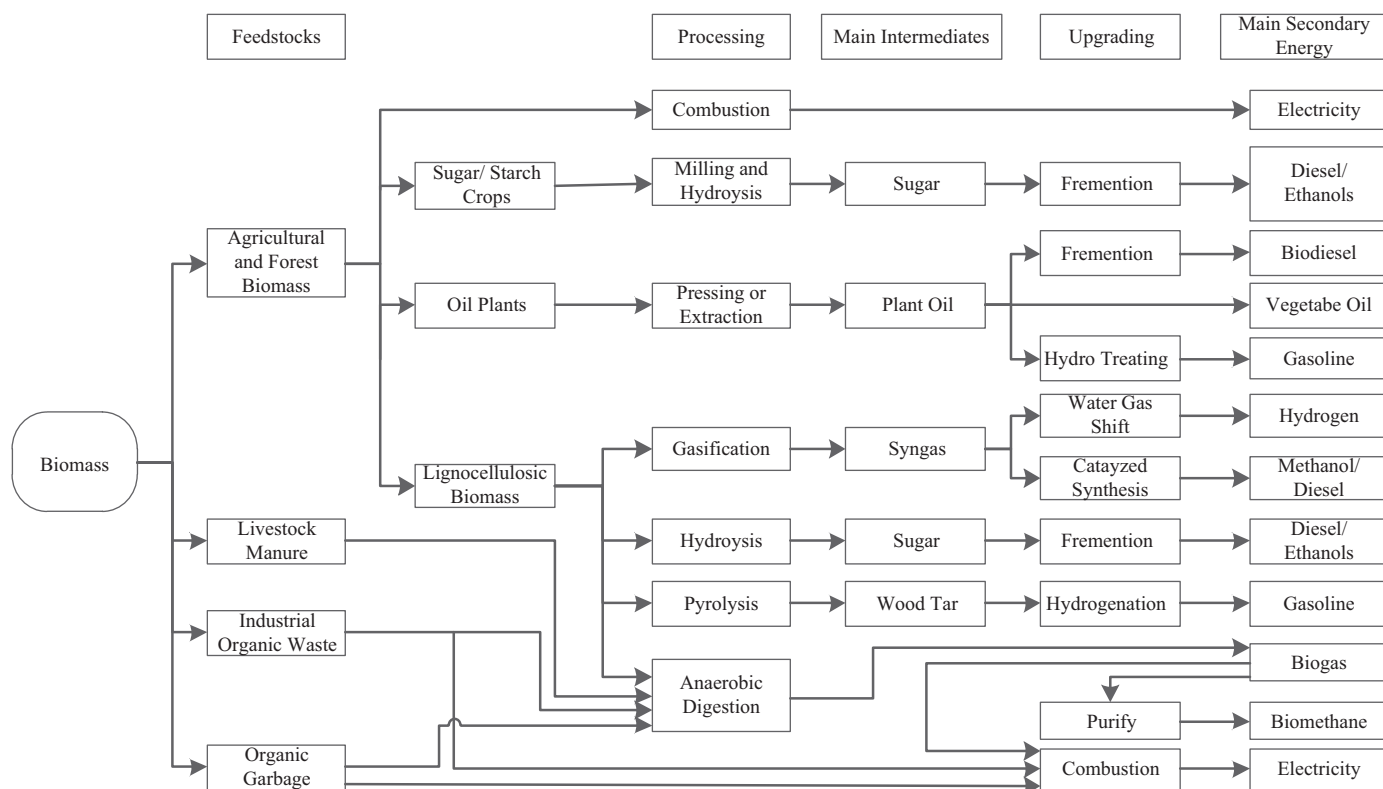 Feedstocks
Processing
Main Intermediates
Upgrading
Main Secondary
Energy
Combustion
Electricity
Sugar/ Starch
Crops
Milling and
Hydroysis
Sugar
Fremention
Diesel/
Ethanols
Agricultural
and Forest
Biomass
Fremention
Biodiesel
Oil Plants
Pressing or
Extraction
Plant Oil
Vegetabe Oil
Hydro Treating
Gasoline
Biomass
Lignocellulosic
Biomass
Gasification
Syngas
Water Gas
Shift
Hydrogen
Catayzed
Synthesis
Methanol/
Diesel
Livestock
Manure
Hydroysis
Sugar
Fremention
Diesel/
Ethanols
Pyrolysis
Wood Tar
Hydrogenation
Gasoline
Industrial
Organic Waste
Anaerobic
Digestion
Biogas
Purify
Biomethane
Organic
Garbage
Combustion
Electricity